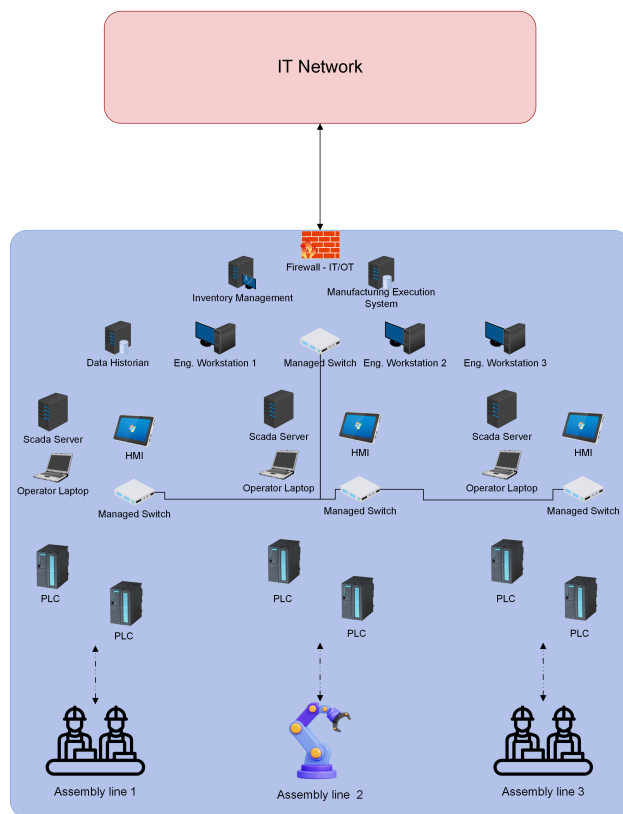 IT Network
Firewall - IT/OT
Inventory Management
Manufacturing Execution
System
Data Historian
Eng. Workstation 1
Managed Switch
Eng. Workstation 2
Eng. Workstation 3
Scada Server
HMI
Operator Laptop
Managed Switch
Scada Server
HMI
Operator Laptop
Managed Switch
Scada Server
HMI
Operator Laptop
Managed Switch
PLC
PLC
PLC
PLC
PLC
PLC
Assembly line 1
Assembly line 2
Assembly line 3